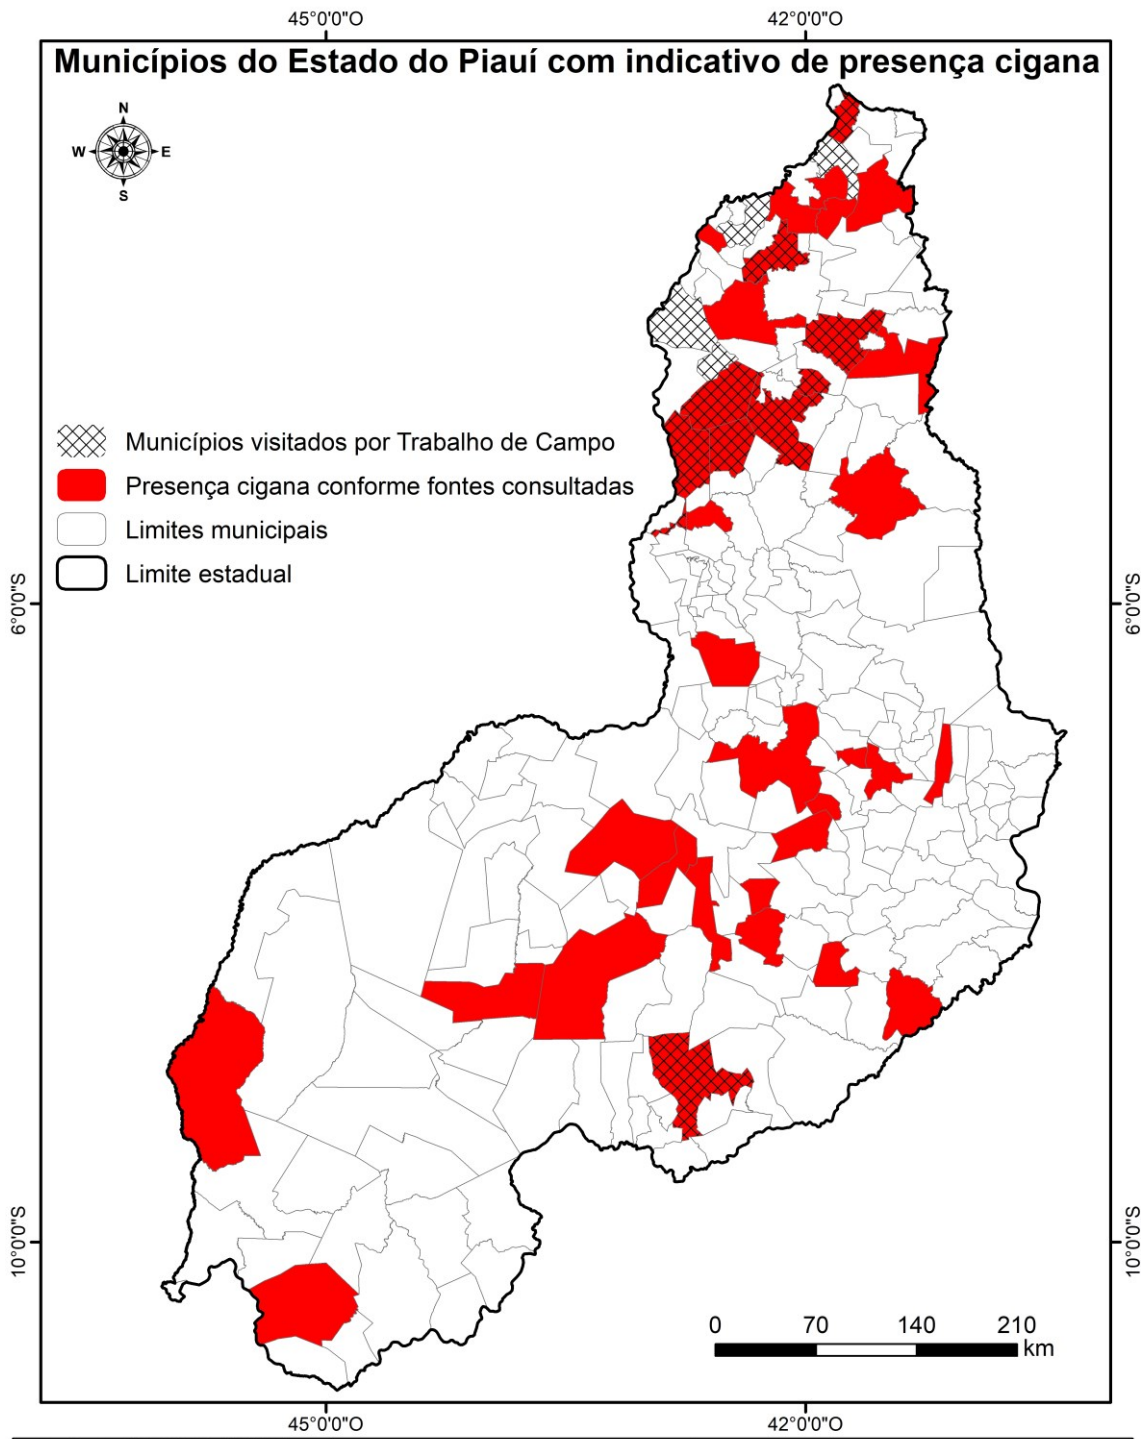 45°0'0"O 42°0'0"O
Municípios do Estado do Piauí com indicativo de presença cigana
N
W E
S
Municípios visitados por Trabalho de Campo
Presença cigana conforme fontes consultadas
Limites municipais
Limite estadual
6°0'0"S 6°0'0"S
10°0'0"S 10°0'0"S
0 70 140 210
km
45°0'0"O 42°0'0"O